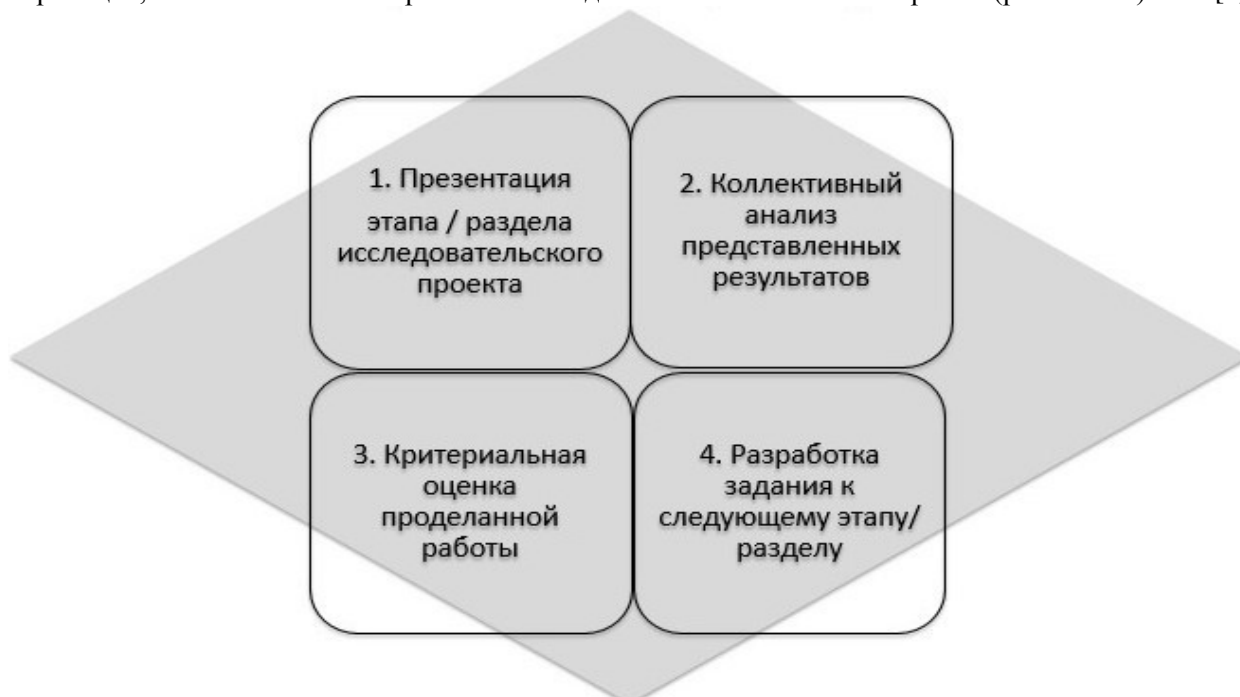 1. Презентация
этапа / раздела
исследовательского
проекта
2. Коллективный
анализ
представленных
результатов
3. Критериальная
оценка
проделанной
работы
4. Разработка
задания к
следующему этапу/
разделу